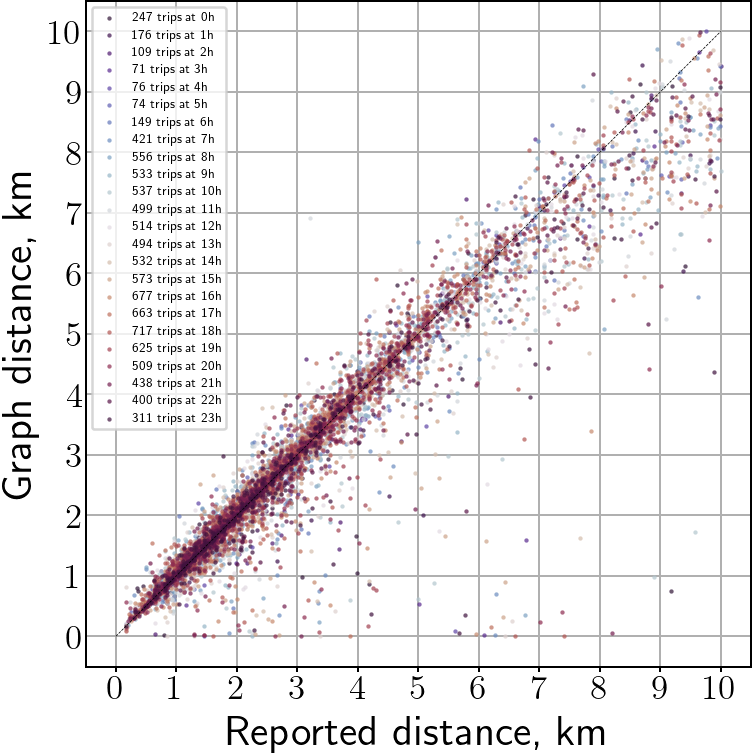 247 trips at 0h
176 trips at 1h
109 trips at 2h
71 trips at 3h
76 trips at 4h
74 trips at 5h
149 trips at 6h
421 trips at 7h
556 trips at 8h
533 trips at 9h
537 trips at 10h
499 trips at 11h
514 trips at 12h
494 trips at 13h
532 trips at 14h
573 trips at 15h
677 trips at 16h
663 trips at 17h
717 trips at 18h
625 trips at 19h
509 trips at 20h
438 trips at 21h
400 trips at 22h
311 trips at 23h
10
9
8
7
6
5
4
3
2
1
0
Graph distance, km
0 1 2 3 4 5 6 7 8 9 10
Reported distance, km